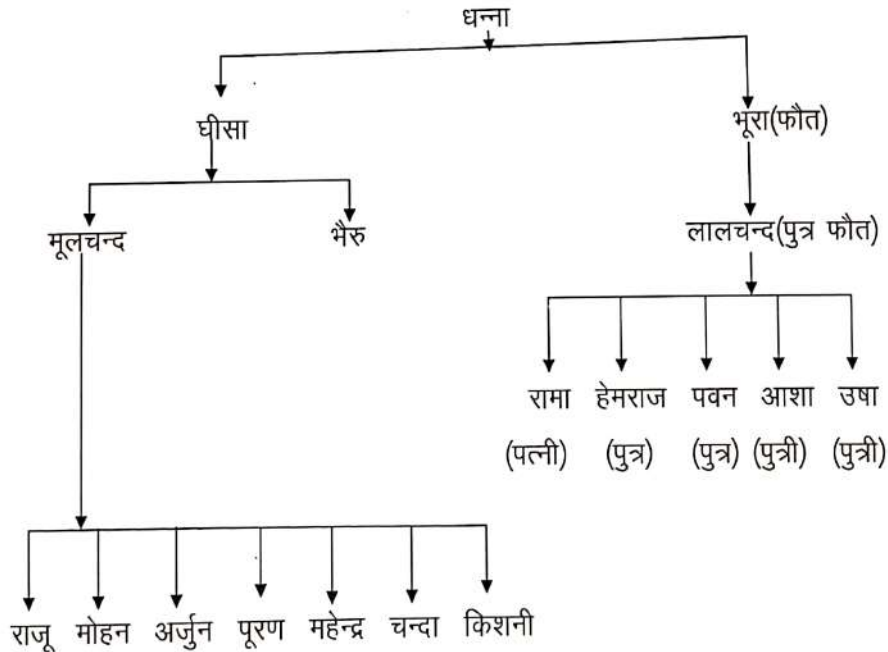 धन्ना
घीसा भूरा(फौत)
मूलचन्द भैरु लालचन्द(पुत्र फौत)
रामा हेमराज पवन आशा उषा
(पत्नी) (पुत्र) (पुत्र) (पुत्री) (पुत्री)
राजू मोहन अर्जुन पूरण महेन्द्र चन्दा किशनी